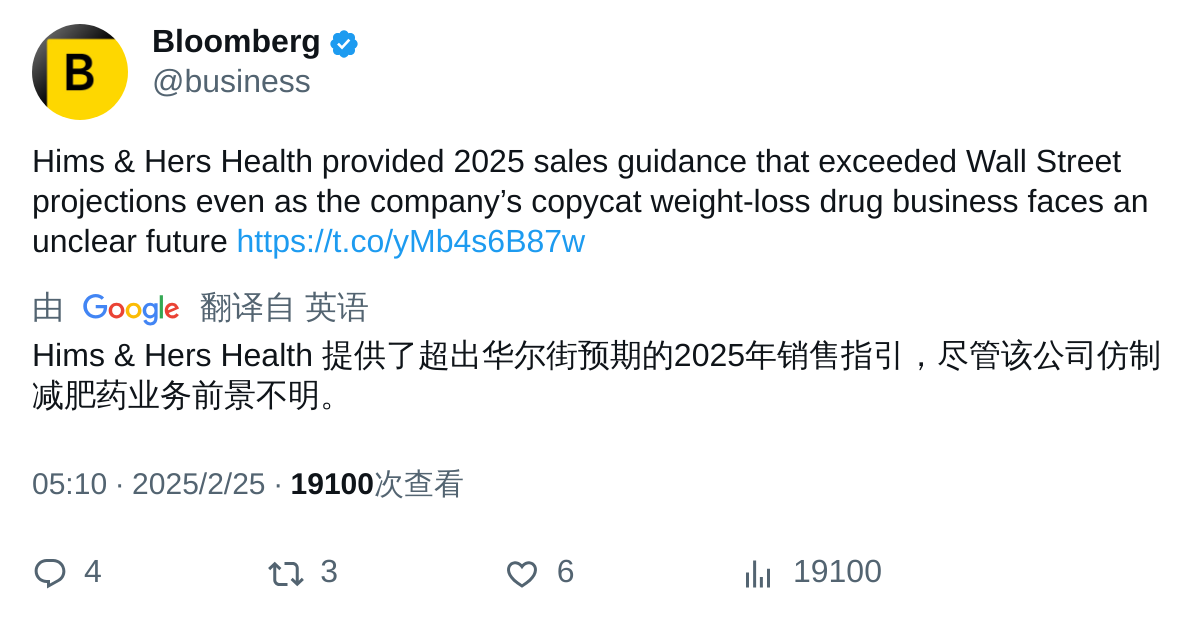 B
Bloomberg
@business
Hims & Hers Health provided 2025 sales guidance that exceeded Wall Street
projections even as the company’s copycat weight-loss drug business faces an
unclear future https://t.co/yMb4s6B87w
由 Google 翻译自 英语
Hims & Hers Health 提供了超出华尔街预期的2025年销售指引，尽管该公司仿制
减肥药业务前景不明。
05:10 · 2025/2/25 · 19100次查看
4 3 6 19100